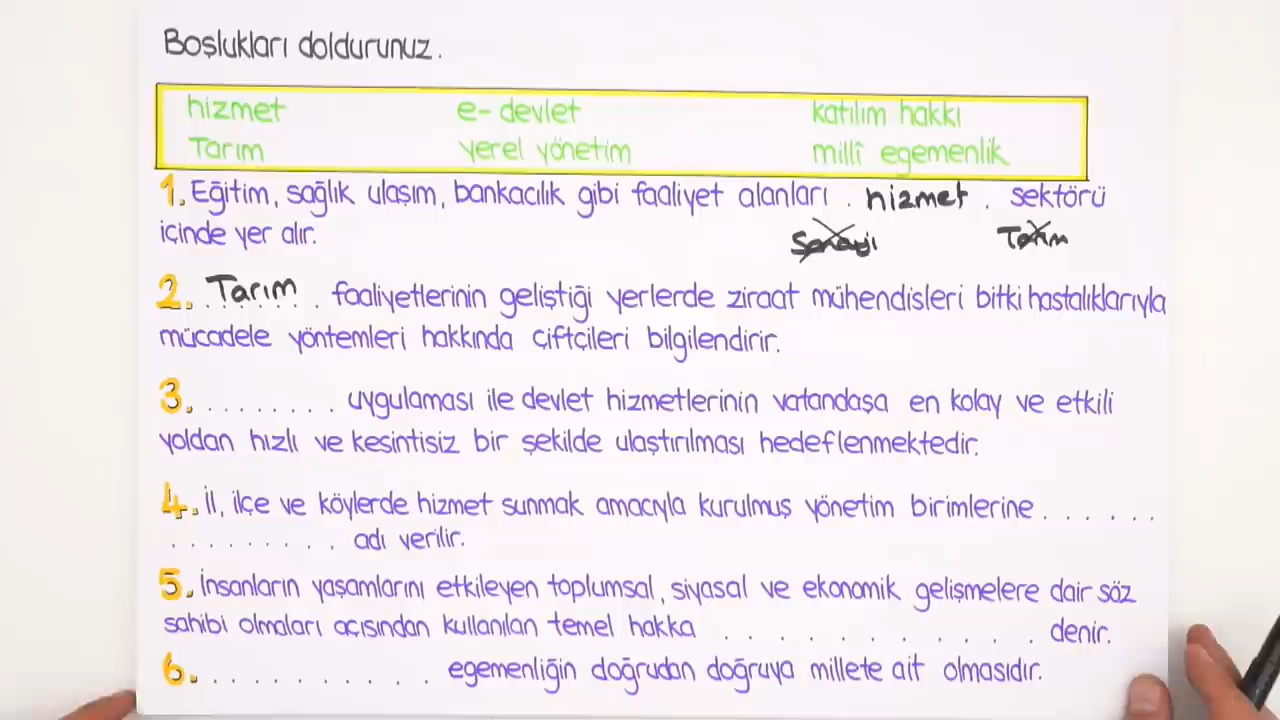 Boşlukları doldurunuz.
hizmet e-devlet katılım hakkı
Tarım yerel yönetim millî egemenlik
1. Eğitim, sağlık ulaşım, bankacılık gibi faaliyet alanları . hizmet . sektörü
içinde yer alır. Sanayi Tarım
2. Tarım . faaliyetlerinin geliştiği yerlerde ziraat mühendisleri bitki hastalıklarıyla
mücadele yöntemleri hakkında çiftçileri bilgilendirir.
3. . . . . . . . . uygulaması ile devlet hizmetlerinin vatandaşa en kolay ve etkili
yoldan hızlı ve kesintisiz bir şekilde ulaştırılması hedeflenmektedir.
4. İl, ilçe ve köylerde hizmet sunmak amacıyla kurulmuş yönetim birimlerine . . . . . .
. . . . . . . . . adı verilir.
5. İnsanların yaşamlarını etkileyen toplumsal, siyasal ve ekonomik gelişmelere dair söz
sahibi olmaları açısından kullanılan temel hakka . . . . . . . . . . . . denir.
6. . . . . . . . . . . egemenliğin doğrudan doğruya millete ait olmasıdır.